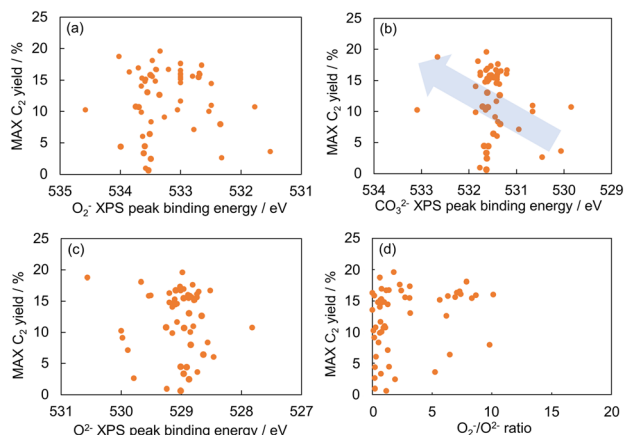 (a)
MAX C₂ yield / %
25
20
15
10
5
0
535 534 533 532 531
O₂⁻ XPS peak binding energy / eV
(b)
MAX C₂ yield / %
25
20
15
10
5
0
534 533 532 531 530 529
CO₃²⁻ XPS peak binding energy / eV
(c)
MAX C₂ yield / %
25
20
15
10
5
0
531 530 529 528 527
O²⁻ XPS peak binding energy / eV
(d)
MAX C₂ yield / %
25
20
15
10
5
0
0 5 10 15 20
O₂⁻/O²⁻ ratio